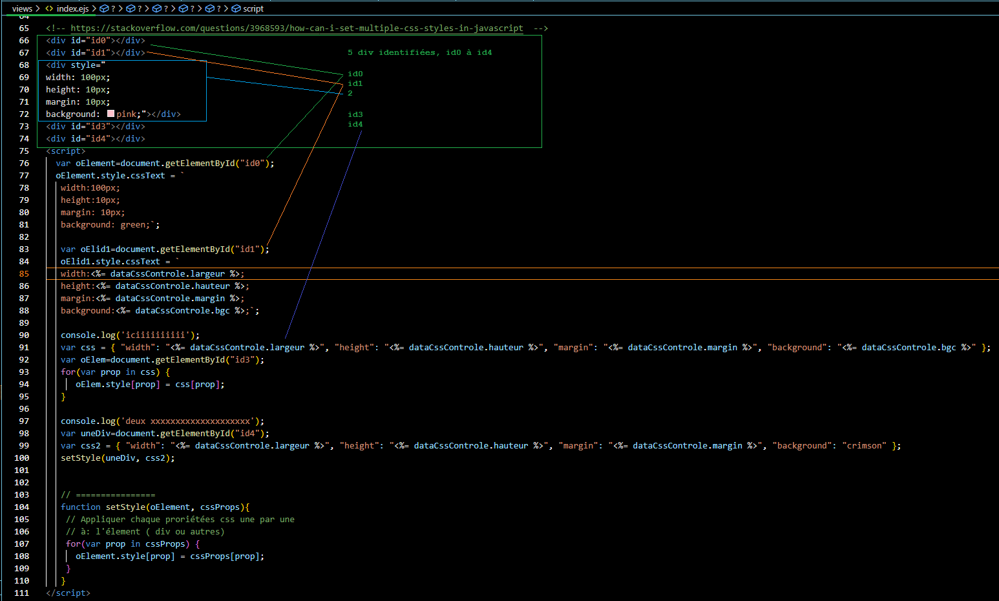 views > <> index.ejs > ? > ? > ? > ? > ? > script
64
65 <!-- https://stackoverflow.com/questions/3968593/how-can-i-set-multiple-css-styles-in-javascript -->
66 <div id="id0"></div>
67 <div id="id1"></div>
5 div identifiées, id0 à id4
68 <div style="
69 width: 100px;
id0
id1
70 height: 10px;
2
71 margin: 10px;
72 background: pink;"></div>
id3
73 <div id="id3"></div>
id4
74 <div id="id4"></div>
75 <script>
76 var oElement=document.getElementById("id0");
77 oElement.style.cssText = `
78 width:100px;
79 height:10px;
80 margin: 10px;
81 background: green;`;
82
83 var oElid1=document.getElementById("id1");
84 oElid1.style.cssText = `
85 width:<%= dataCssControle.largeur %>;
86 height:<%= dataCssControle.hauteur %>;
87 margin:<%= dataCssControle.margin %>;
88 background:<%= dataCssControle.bgc %>;`;
89
90 console.log('iciiiiiiiiiii');
91 var css = { "width": "<%= dataCssControle.largeur %>", "height": "<%= dataCssControle.hauteur %>", "margin": "<%= dataCssControle.margin %>", "background": "<%= dataCssControle.bgc %>" };
92 var oElem=document.getElementById("id3");
93 for(var prop in css) {
94 oElem.style[prop] = css[prop];
95 }
96
97 console.log('deux xxxxxxxxxxxxxxxxxxxx');
98 var uneDiv=document.getElementById("id4");
99 var css2 = { "width": "<%= dataCssControle.largeur %>", "height": "<%= dataCssControle.hauteur %>", "margin": "<%= dataCssControle.margin %>", "background": "crimson" };
100 setStyle(uneDiv, css2);
101
102
103 // ================
104 function setStyle(oElement, cssProps){
105 // Appliquer chaque proriétées css une par une
106 // à: l'élement ( div ou autres)
107 for(var prop in cssProps) {
108 oElement.style[prop] = cssProps[prop];
109 }
110 }
111 </script>